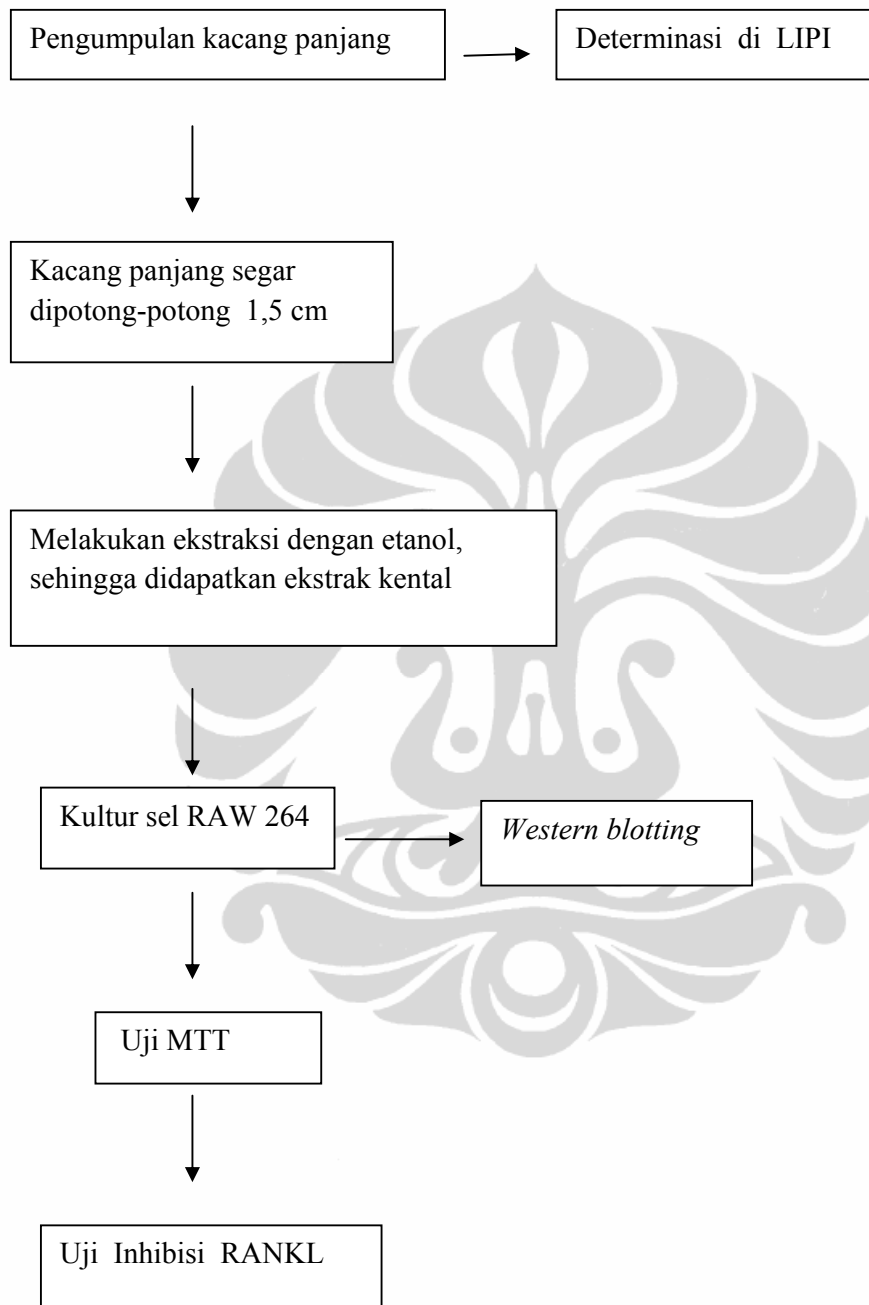 Pengumpulan kacang panjang
Determinasi di LIPI
Kacang panjang segar
dipotong-potong 1,5 cm
Melakukan ekstraksi dengan etanol,
sehingga didapatkan ekstrak kental
Kultur sel RAW 264
Western blotting
Uji MTT
Uji Inhibisi RANKL